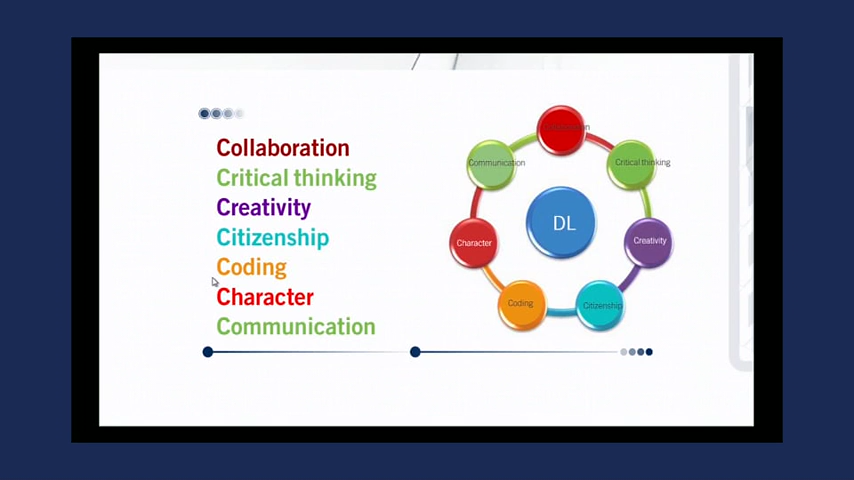 Collaboration
Critical thinking
Creativity
Citizenship
Coding
Character
Communication
Collaboration
Communication
Critical thinking
DL
Character
Creativity
Coding
Citizenship